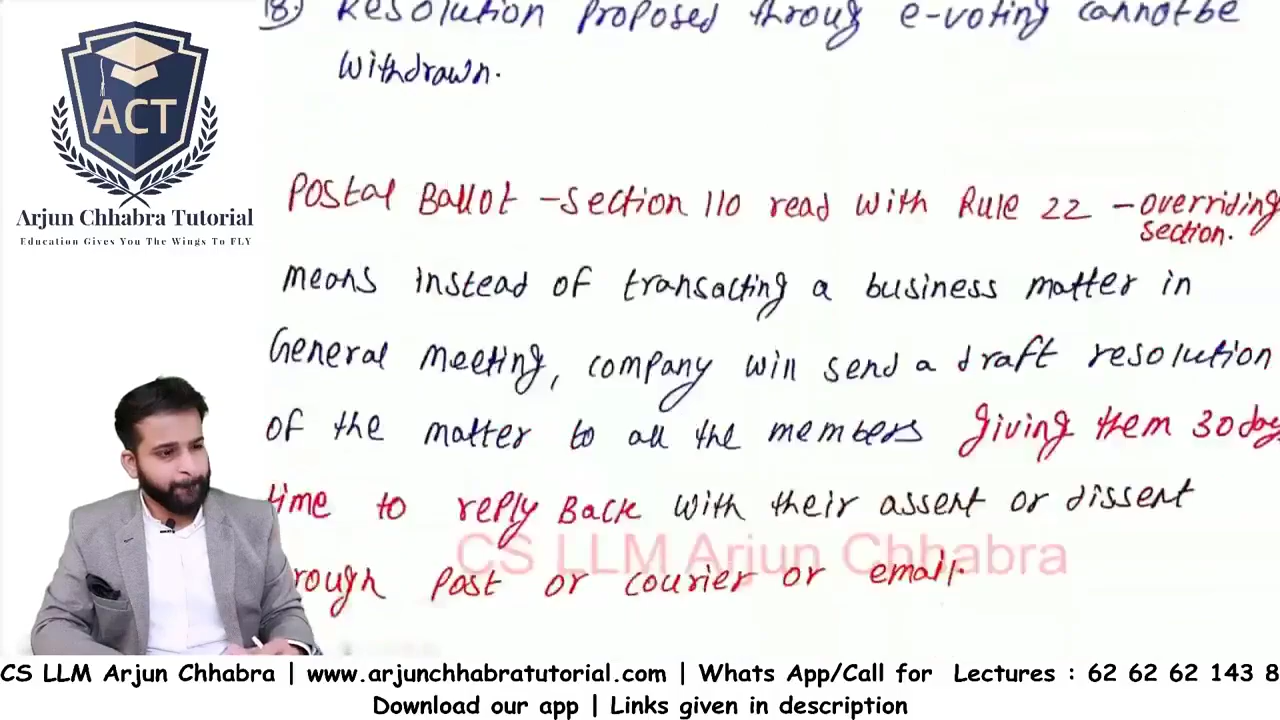 8) Resolution proposed throug e-voting cannot be
withdrawn.
ACT
Arjun Chhabra Tutorial
Education Gives You The Wings To FLY
Postal Ballot - Section 110 read with Rule 22 - overriding
section.
means instead of transacting a business matter in
General Meeting, company will send a draft resolution
of the matter to all the members giving them 30 day
time to reply Back with their assent or dissent
rough Post or courier or email.
CS LLM Arjun Chhabra
CS LLM Arjun Chhabra | www.arjunchhabratutorial.com | Whats App/Call for Lectures : 62 62 62 143 8
Download our app | Links given in description